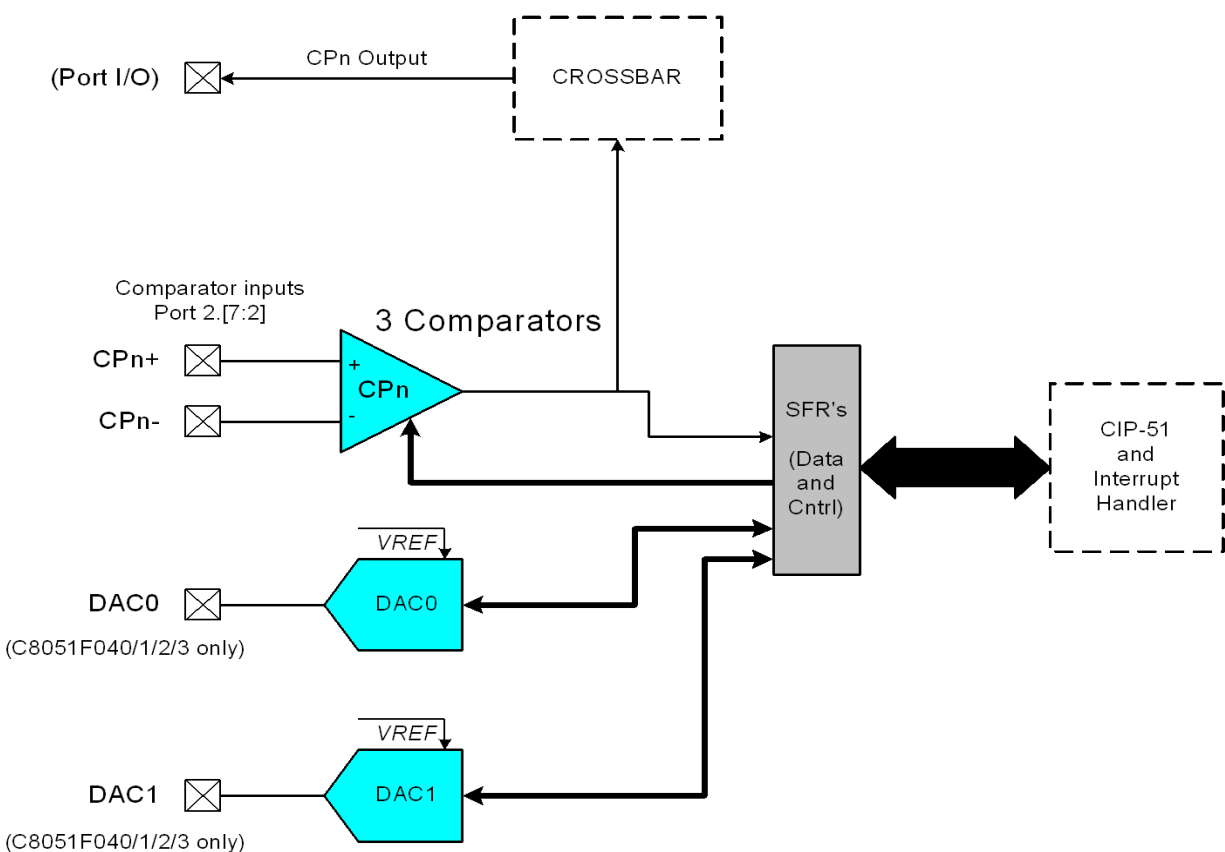 CPn Output
(Port I/O)
CROSSBAR
Comparator inputs
Port 2.[7:2]
3 Comparators
CPn+
+
CPn
CPn-
-
SFR's
(Data
and
Cntrl)
CIP-51
and
Interrupt
Handler
VREF
DAC0
DAC0
(C8051F040/1/2/3 only)
VREF
DAC1
DAC1
(C8051F040/1/2/3 only)